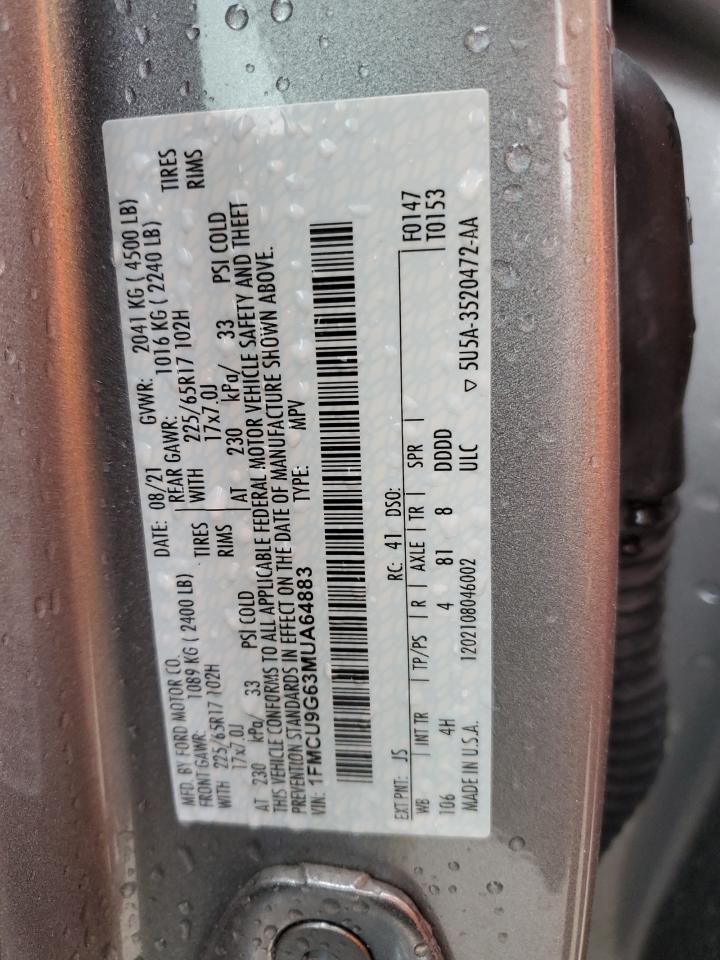 MFD. BY FORD MOTOR CO. DATE: 08/21 GVWR: 2041 KG ( 4500 LB)
FRONT GAWR: 1089 KG ( 2400 LB) REAR GAWR: 1016 KG ( 2240 LB)
WITH 225/65R17 102H TIRES WITH 225/65R17 102H TIRES
17x7.0J RIMS 17x7.0J RIMS
AT 230 kPa/ 33 PSI COLD AT 230 kPa/ 33 PSI COLD
THIS VEHICLE CONFORMS TO ALL APPLICABLE FEDERAL MOTOR VEHICLE SAFETY AND THEFT
PREVENTION STANDARDS IN EFFECT ON THE DATE OF MANUFACTURE SHOWN ABOVE.
VIN: 1FMCU9G63MUA64883 TYPE: MPV
EXT PNT: JS RC: 41 DSO: F0147
WB INT TR TP/PS R AXLE TR SPR T0153
106 4H 4 81 8 DDDD
MADE IN U.S.A. 1202108046002 ULC ▽ 5U5A-3520472-AA